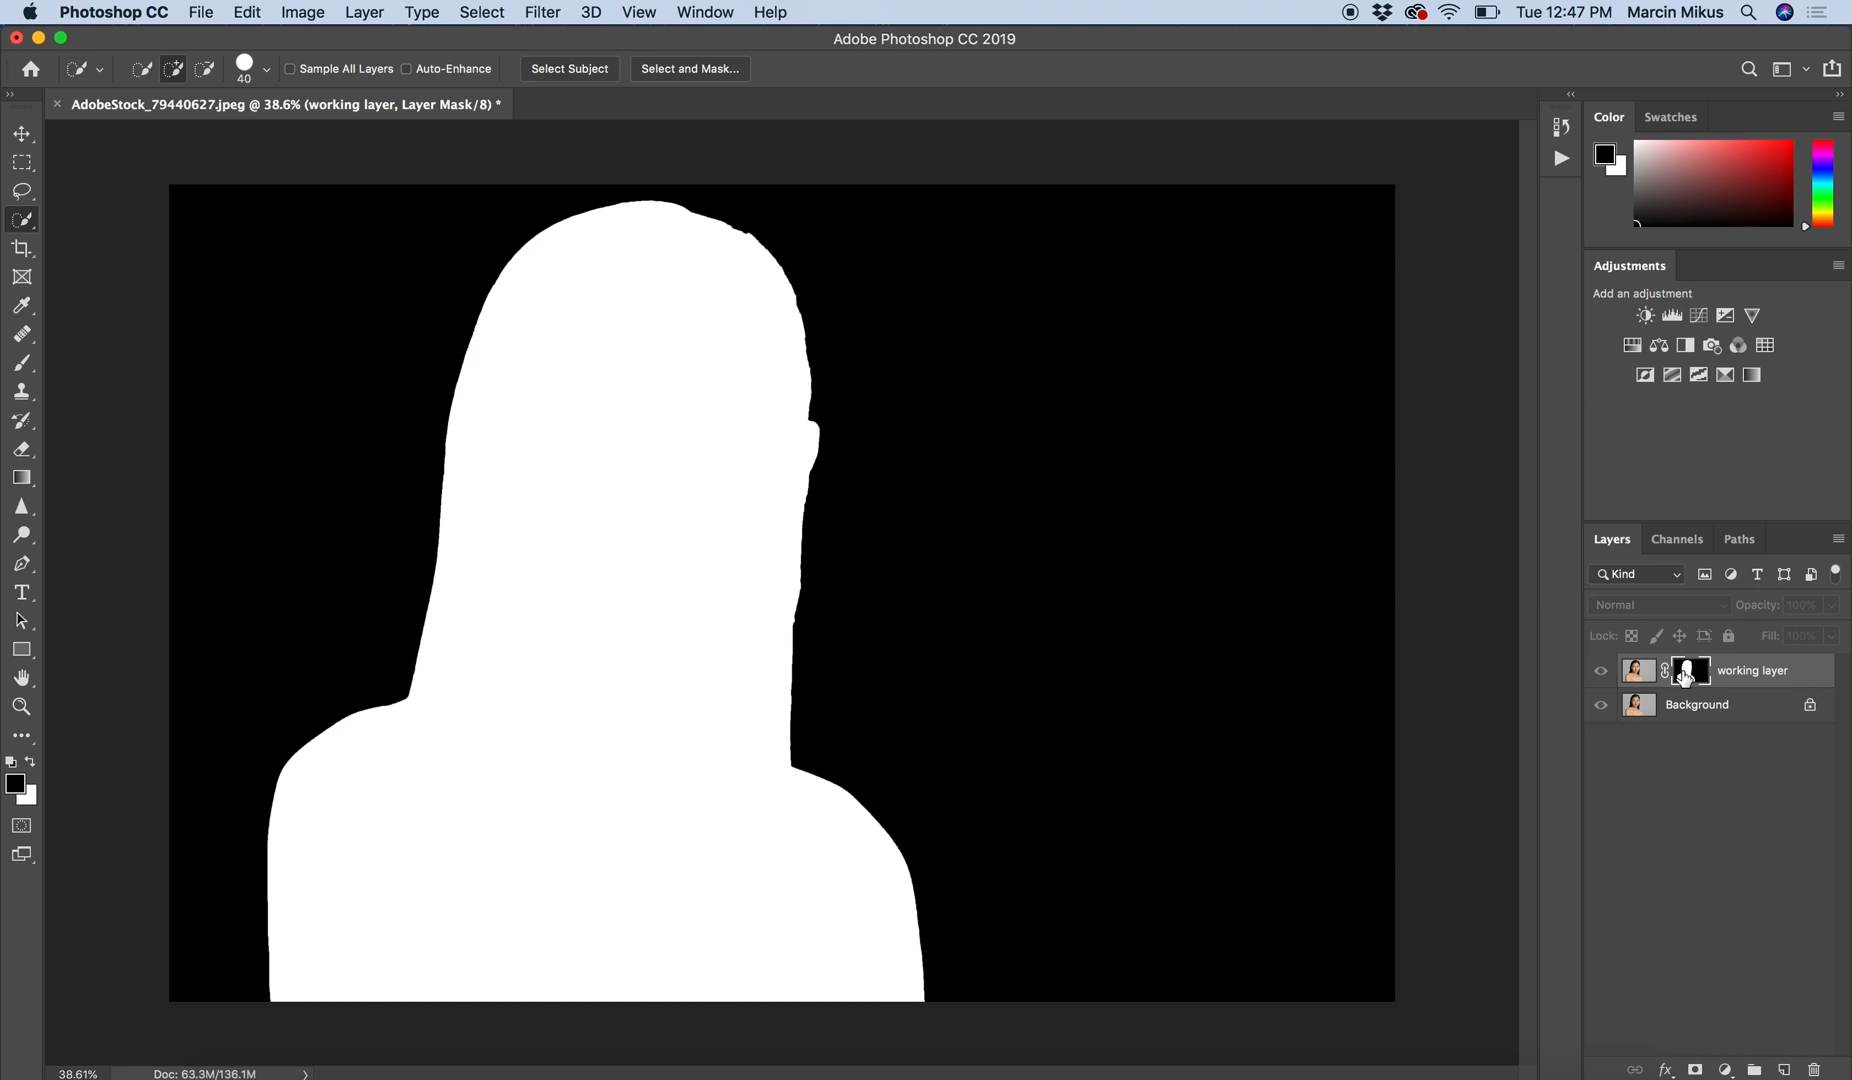 Photoshop CC File Edit Image Layer Type Select Filter 3D View Window Help Tue 12:47 PM Marcin Mikus
Adobe Photoshop CC 2019
40 Sample All Layers Auto-Enhance Select Subject Select and Mask...
AdobeStock_79440627.jpeg @ 38.6% (working layer, Layer Mask/8) *
Color Swatches
Adjustments
Add an adjustment
Layers Channels Paths
Kind
Normal Opacity: 100%
Lock: Fill: 100%
working layer
Background
38.61% Doc: 63.3M/136.1M